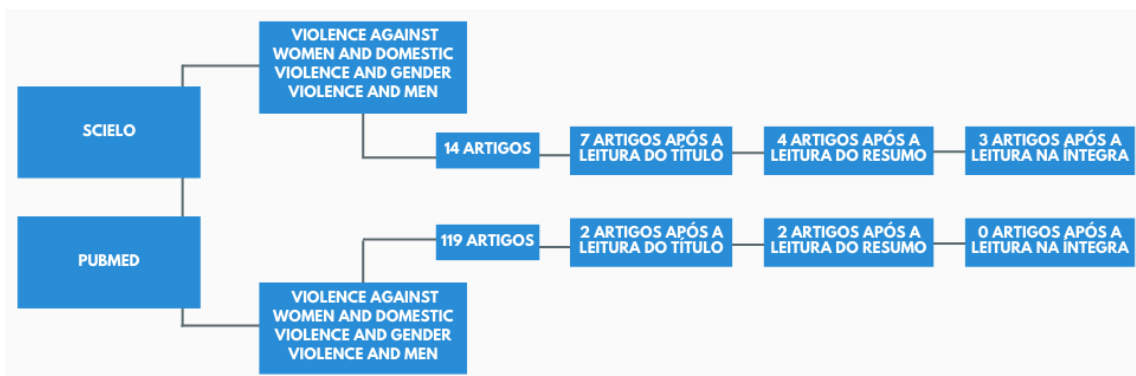 SCIELO
VIOLENCE AGAINST
WOMEN AND DOMESTIC
VIOLENCE AND GENDER
VIOLENCE AND MEN
14 ARTIGOS
7 ARTIGOS APÓS A
LEITURA DO TÍTULO
4 ARTIGOS APÓS A
LEITURA DO RESUMO
3 ARTIGOS APÓS A
LEITURA NA ÍNTEGRA
PUBMED
VIOLENCE AGAINST
WOMEN AND DOMESTIC
VIOLENCE AND GENDER
VIOLENCE AND MEN
119 ARTIGOS
2 ARTIGOS APÓS A
LEITURA DO TÍTULO
2 ARTIGOS APÓS A
LEITURA DO RESUMO
0 ARTIGOS APÓS A
LEITURA NA ÍNTEGRA